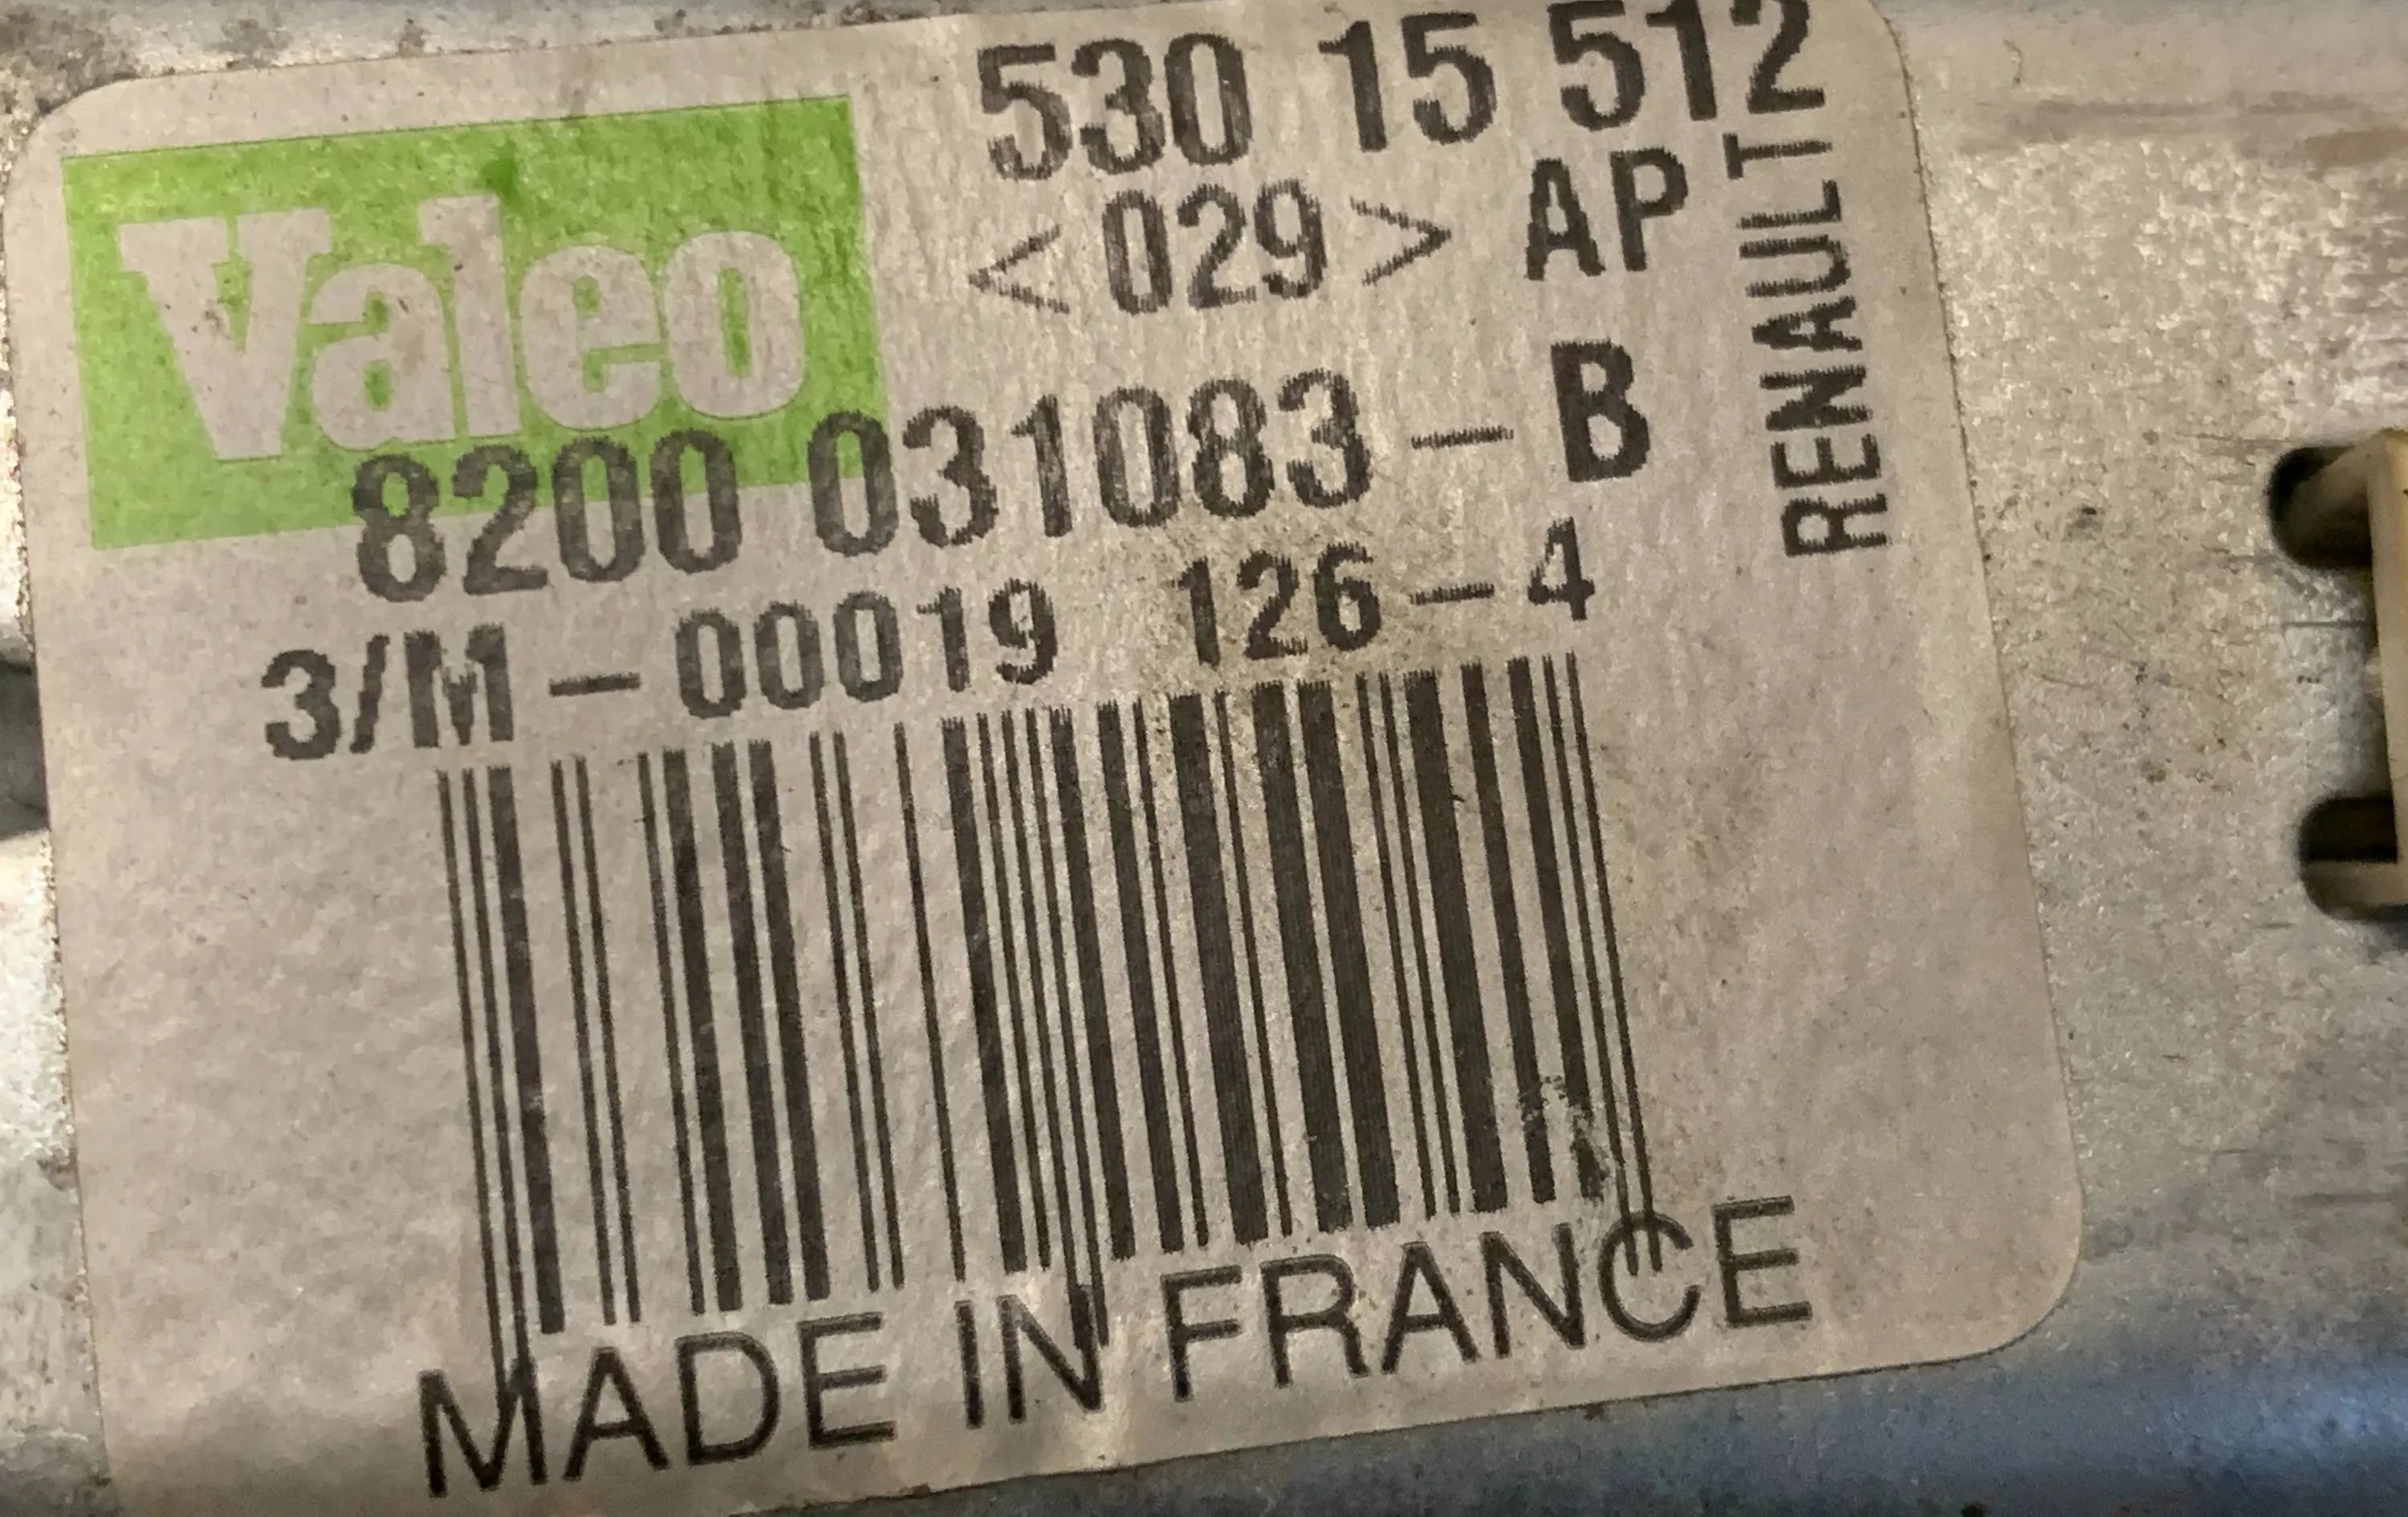 Valeo
530 15 512
<029> AP
RENAULT
8200 031083-B
3/M-00019 126-4
MADE IN FRANCE